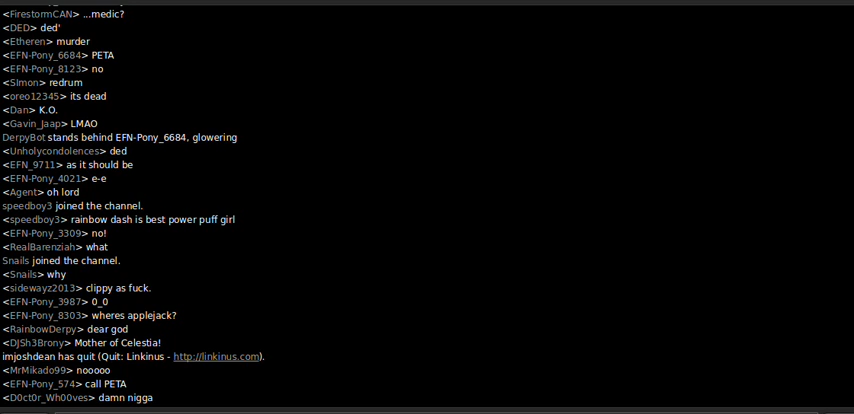 <FirestormCAN> ...medic?
<DED> ded'
<Etheren> murder
<EFN-Pony_6684> PETA
<EFN-Pony_8123> no
<SImon> redrum
<oreo12345> its dead
<Dan> K.O.
<Gavin_Jaap> LMAO
DerpyBot stands behind EFN-Pony_6684, glowering
<Unholycondolences> ded
<EFN_9711> as it should be
<EFN-Pony_4021> e-e
<Agent> oh lord
speedboy3 joined the channel.
<speedboy3> rainbow dash is best power puff girl
<EFN-Pony_3309> no!
<RealBarenziah> what
Snails joined the channel.
<Snails> why
<sidewayz2013> clippy as fuck.
<EFN-Pony_3987> 0_0
<EFN-Pony_8303> wheres applejack?
<RainbowDerpy> dear god
<DJSh3Brony> Mother of Celestia!
imjoshdean has quit (Quit: Linkinus - http://linkinus.com).
<MrMikado99> nooooo
<EFN-Pony_574> call PETA
<D0ct0r_Wh00ves> damn nigga